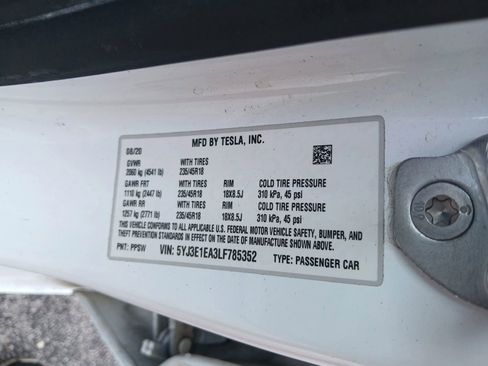 MFD BY TESLA, INC.
08/20
GVWR WITH TIRES
2060 kg (4541 lb) 235/45R18
GAWR FRT WITH TIRES RIM COLD TIRE PRESSURE
1110 kg (2447 lb) 235/45R18 18X8.5J 310 kPa, 45 psi
GAWR RR WITH TIRES RIM COLD TIRE PRESSURE
1257 kg (2771 lb) 235/45R18 18X8.5J 310 kPa, 45 psi
THIS VEHICLE CONFORMS TO ALL APPLICABLE U.S. FEDERAL MOTOR VEHICLE SAFETY, BUMPER, AND
THEFT PREVENTION STANDARDS IN EFFECT ON THE DATE OF MANUFACTURE SHOWN ABOVE.
PNT: PPSW VIN: 5YJ3E1EA3LF785352 TYPE: PASSENGER CAR